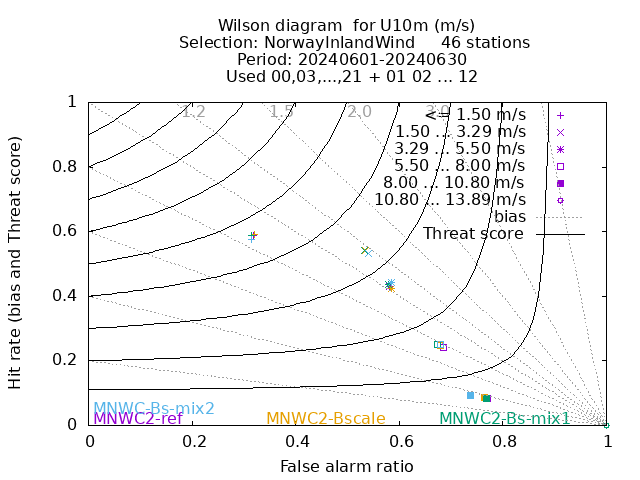 Wilson diagram  for U10m (m/s)
Selection: NorwayInlandWind     46 stations
Period: 20240601-20240630
Used 00,03,...,21 + 01 02 ... 12
1.2 1.5 2.0 3.0
<= 1.50 m/s
1.50 ... 3.29 m/s
3.29 ... 5.50 m/s
5.50 ... 8.00 m/s
8.00 ... 10.80 m/s
10.80 ... 13.89 m/s
bias
Threat score
Hit rate (bias and Threat score)
1
0.8
0.6
0.4
0.2
0
MNWC-Bs-mix2
MNWC2-ref MNWC2-Bscale MNWC2-Bs-mix1
0 0.2 0.4 0.6 0.8 1
False alarm ratio